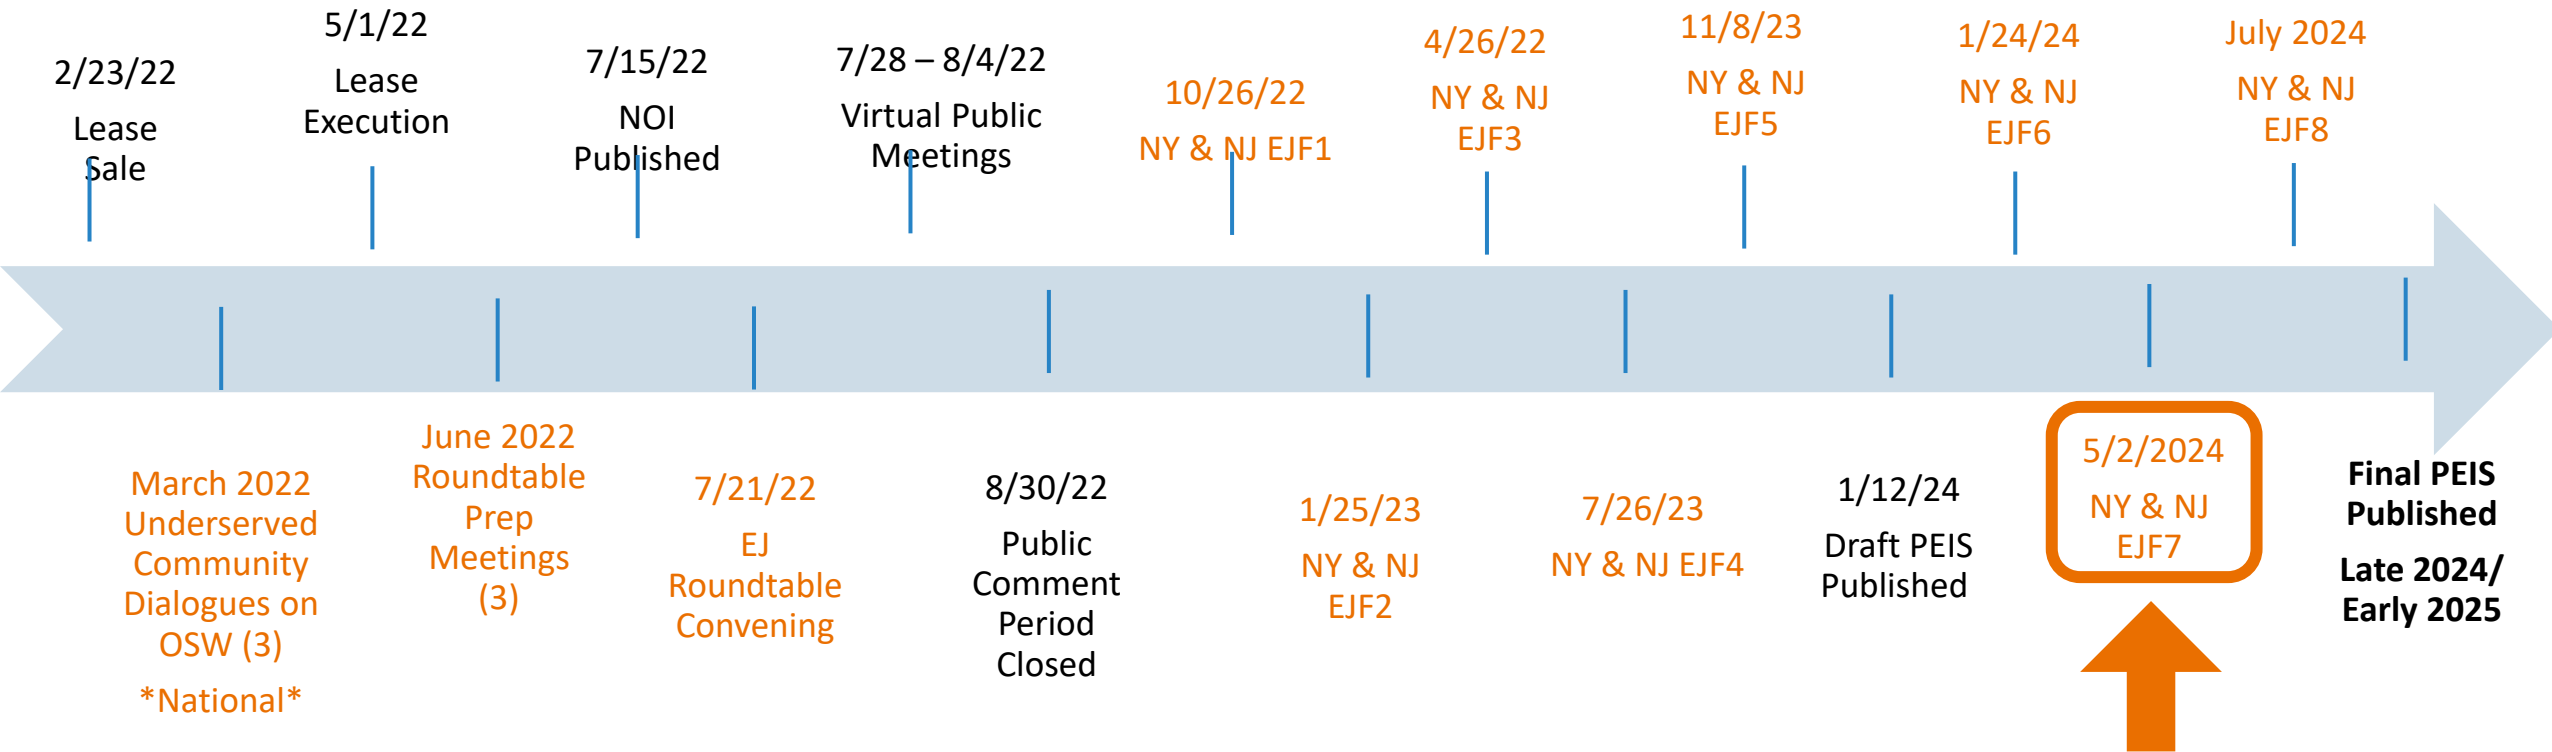 2/23/22
Lease
Sale
5/1/22
Lease
Execution
7/15/22
NOI
Published
7/28 – 8/4/22
Virtual Public
Meetings
10/26/22
NY & NJ EJF1
4/26/22
NY & NJ
EJF3
11/8/23
NY & NJ
EJF5
1/24/24
NY & NJ
EJF6
July 2024
NY & NJ
EJF8
March 2022
Underserved
Community
Dialogues on
OSW (3)
*National*
June 2022
Roundtable
Prep
Meetings
(3)
7/21/22
EJ
Roundtable
Convening
8/30/22
Public
Comment
Period
Closed
1/25/23
NY & NJ
EJF2
7/26/23
NY & NJ EJF4
1/12/24
Draft PEIS
Published
5/2/2024
NY & NJ
EJF7
Final PEIS
Published
Late 2024/
Early 2025